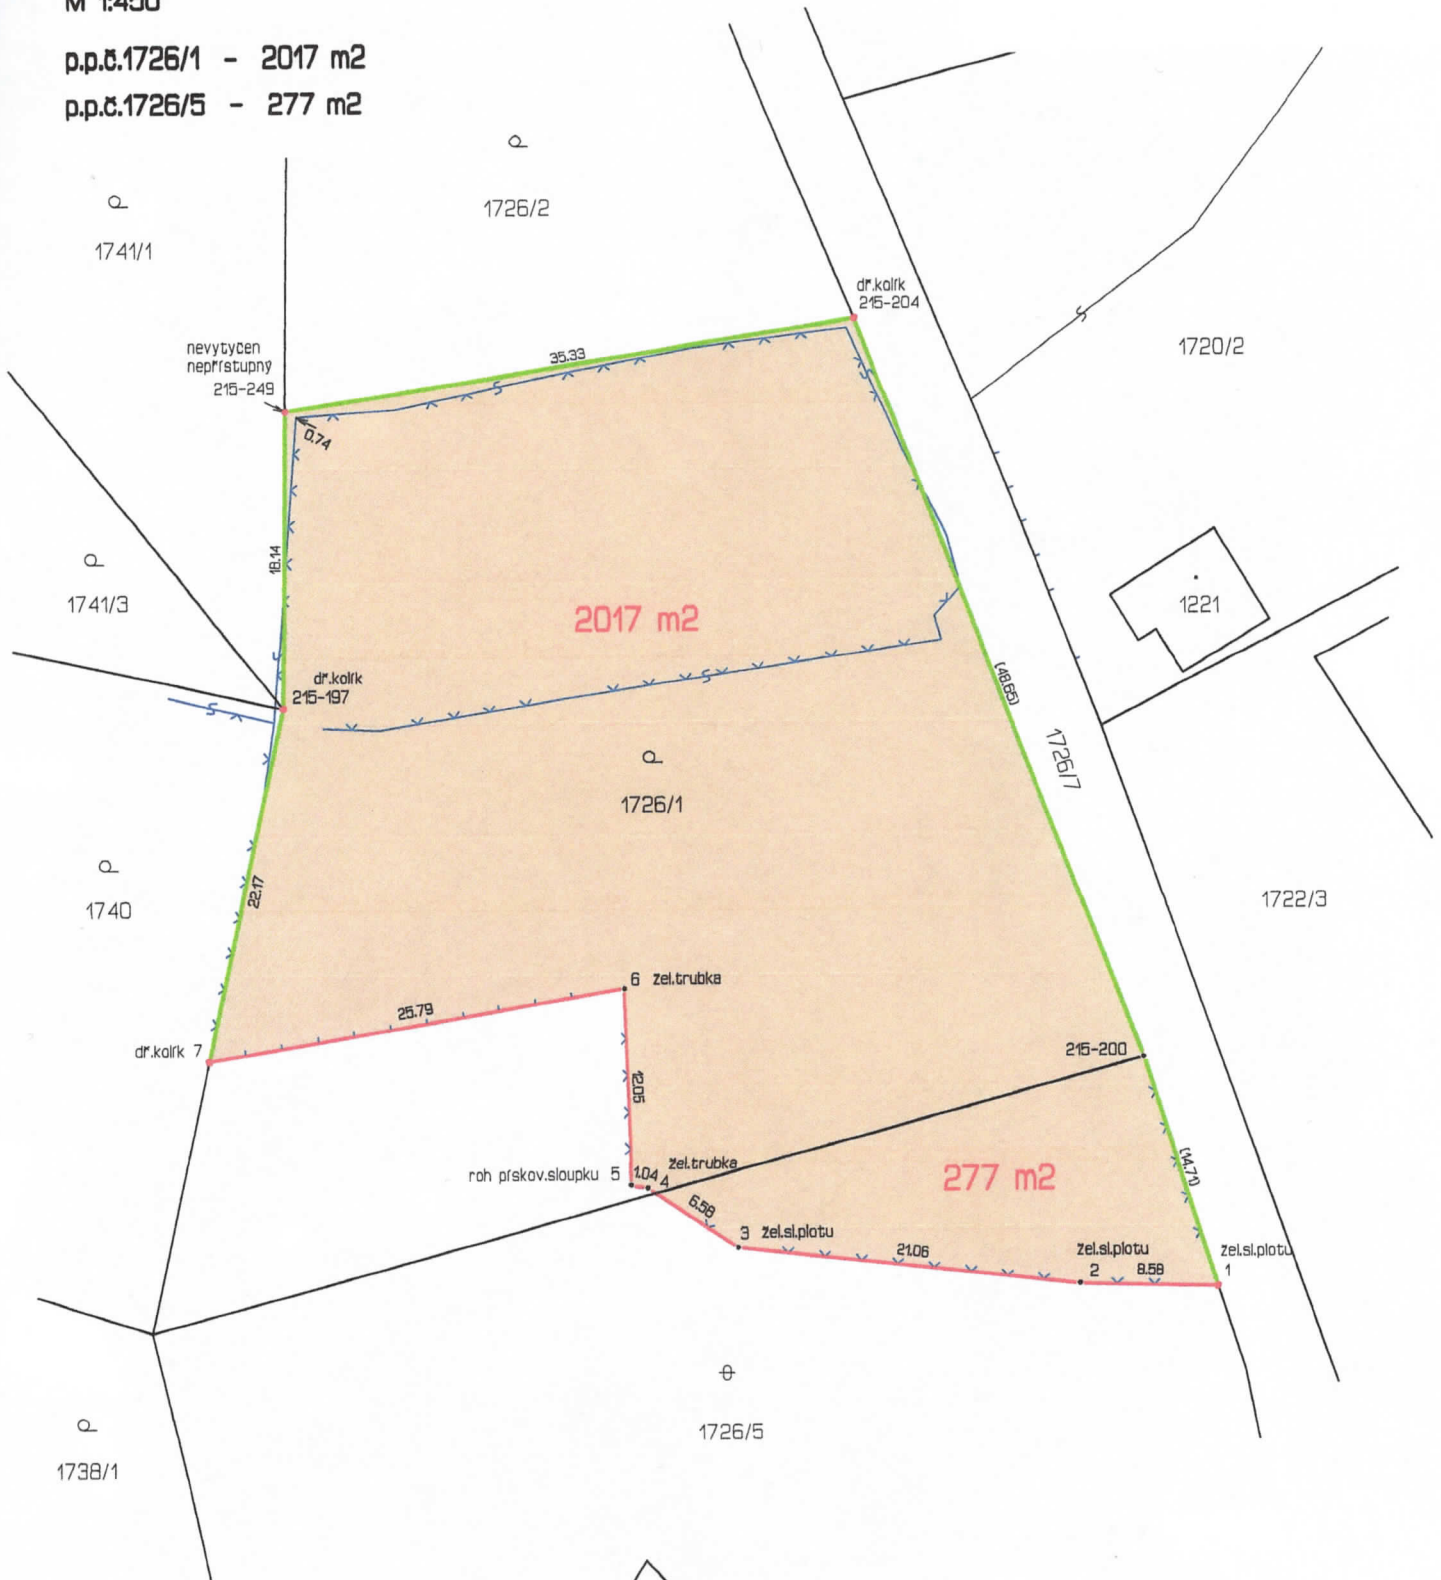 M 1:450
p.p.č.1726/1 - 2017 m2
p.p.č.1726/5 - 277 m2
1741/1
1726/2
dř.kolík
215-204
nevytyčen
nepřístupný
215-249
35.33
0.74
1720/2
18.14
1741/3
2017 m2
1221
dř.kolík
215-197
(48.65)
1726/7
1726/1
22.17
1740
1722/3
6 žel.trubka
25.79
dř.kolík 7
215-200
12.05
roh pískov.sloupku 5
1.04
4
žel.trubka
277 m2
(14.71)
6.58
3 žel.sl.plotu
21.06
žel.sl.plotu
2
8.58
žel.sl.plotu
1
1726/5
1738/1